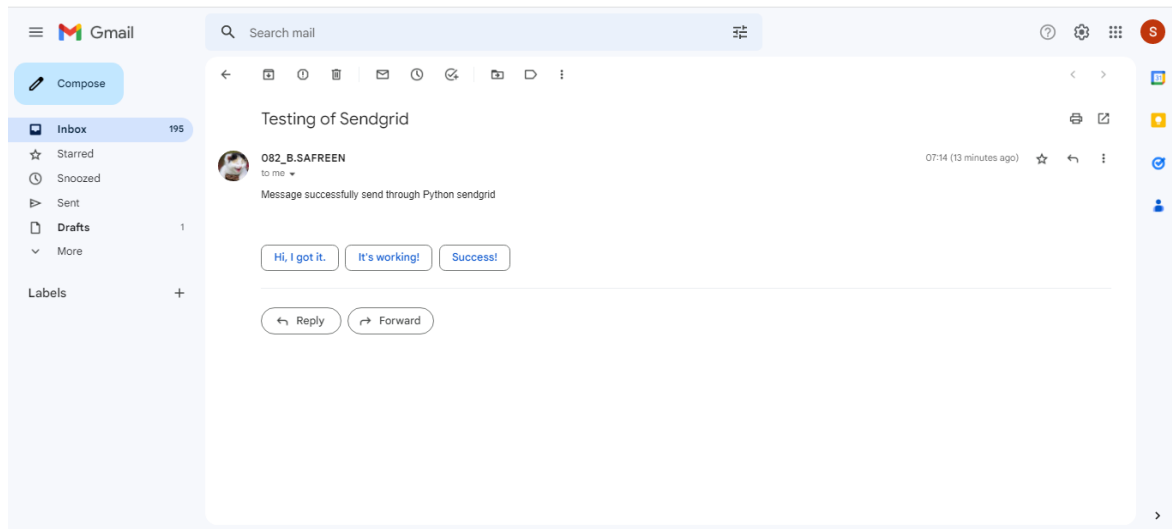 Gmail
Search mail
S
Compose
Inbox 195
Starred
Snoozed
Sent
Drafts 1
More
Labels
Testing of Sendgrid
082_B.SAFREEN
07:14 (13 minutes ago)
to me
Message successfully send through Python sendgrid
Hi, I got it. It's working! Success!
Reply Forward
31